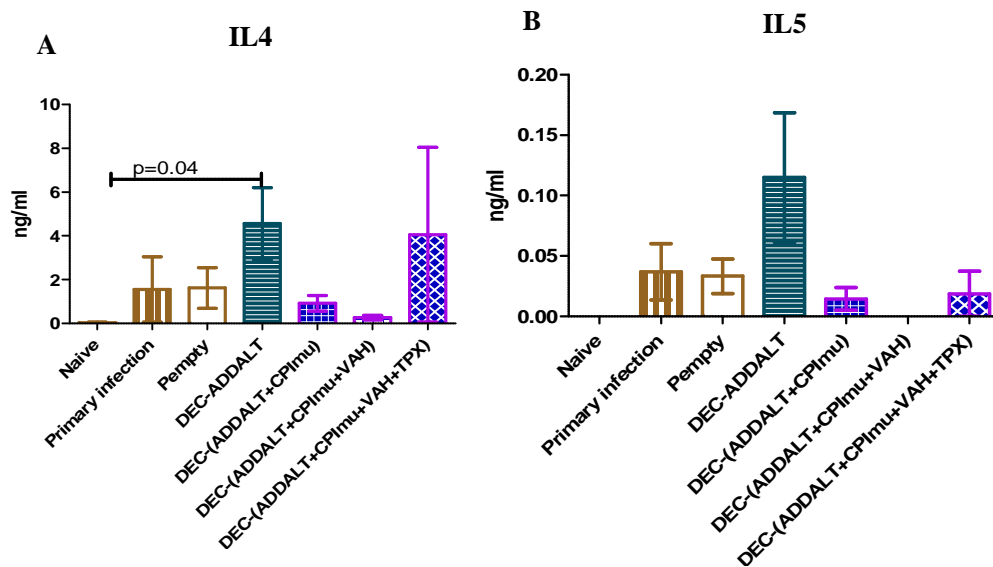 A
IL4
ng/ml
10
8
6
4
2
0
p=0.04
Naive
Primary infection
Pempty
DEC-ADDALT
DEC-(ADDALT+CPImu)
DEC-(ADDALT+CPImu+VAH)
DEC-(ADDALT+CPImu+VAH+TPX)
B
IL5
ng/ml
0.20
0.15
0.10
0.05
0.00
Naive
Primary infection
Pempty
DEC-ADDALT
DEC-(ADDALT+CPImu)
DEC-(ADDALT+CPImu+VAH)
DEC-(ADDALT+CPImu+VAH+TPX)